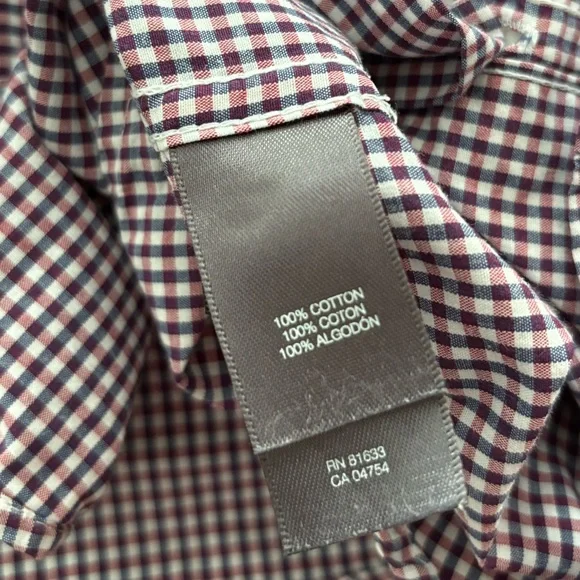 100% COTTON
100% COTON
100% ALGODÓN
RN 81633
CA 04754